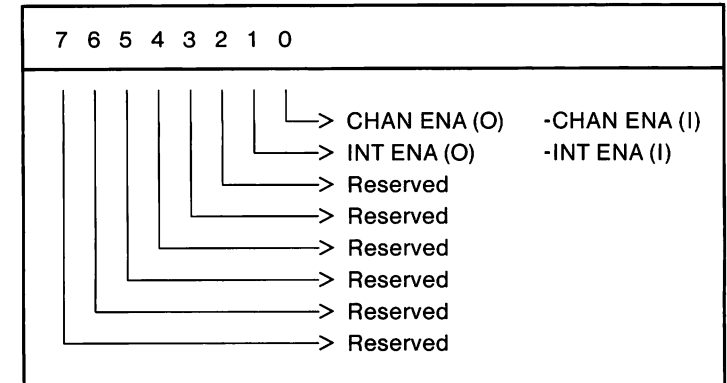 7 6 5 4 3 2 1 0
CHAN ENA (O) -CHAN ENA (I)
INT ENA (O) -INT ENA (I)
Reserved
Reserved
Reserved
Reserved
Reserved
Reserved